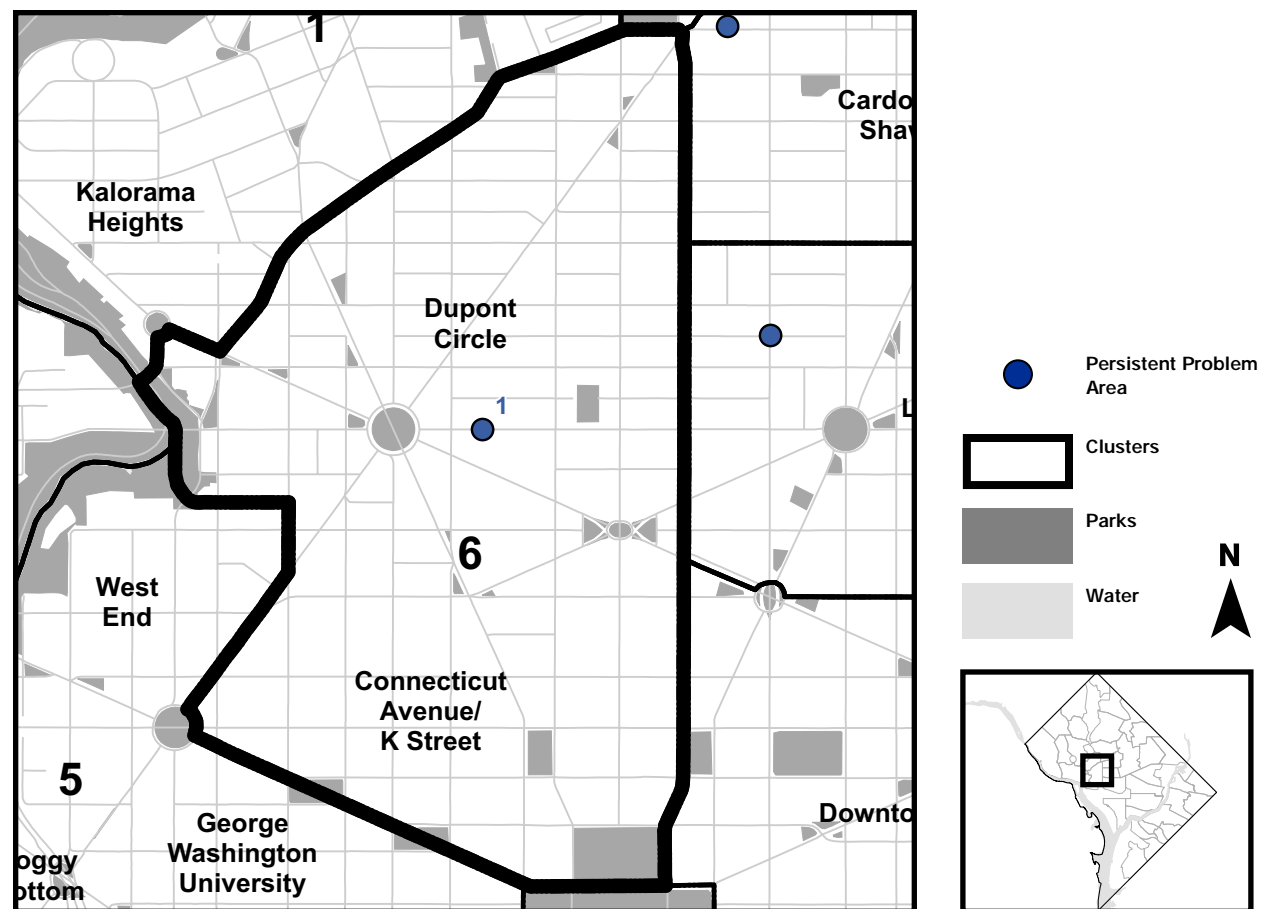 1
Cardo
Shaw
Kalorama
Heights
Dupont
Circle
1
L
6
West
End
Connecticut
Avenue/
K Street
5
Downto
George
Washington
University
oggy
ottom
Persistent Problem
Area
Clusters
Parks
Water
N